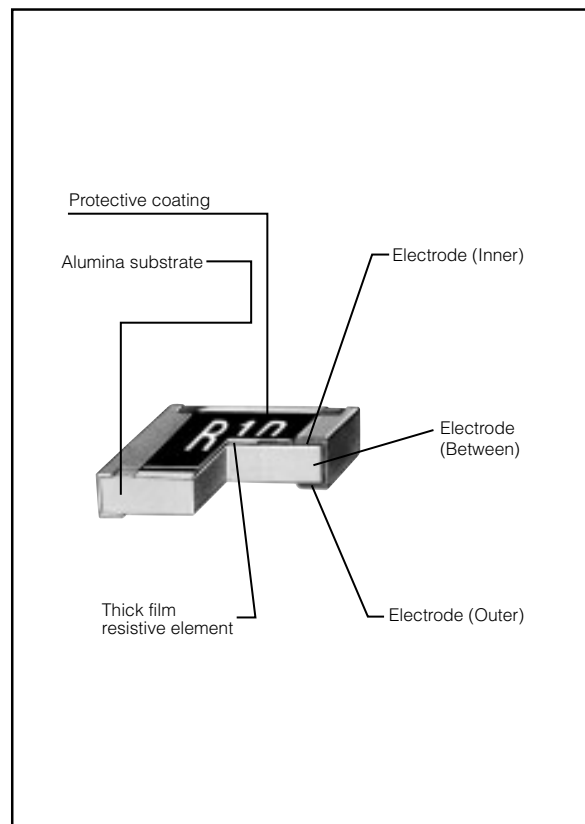 Protective coating
Alumina substrate
Electrode (Inner)
R10
Electrode
(Between)
Thick film
resistive element
Electrode (Outer)